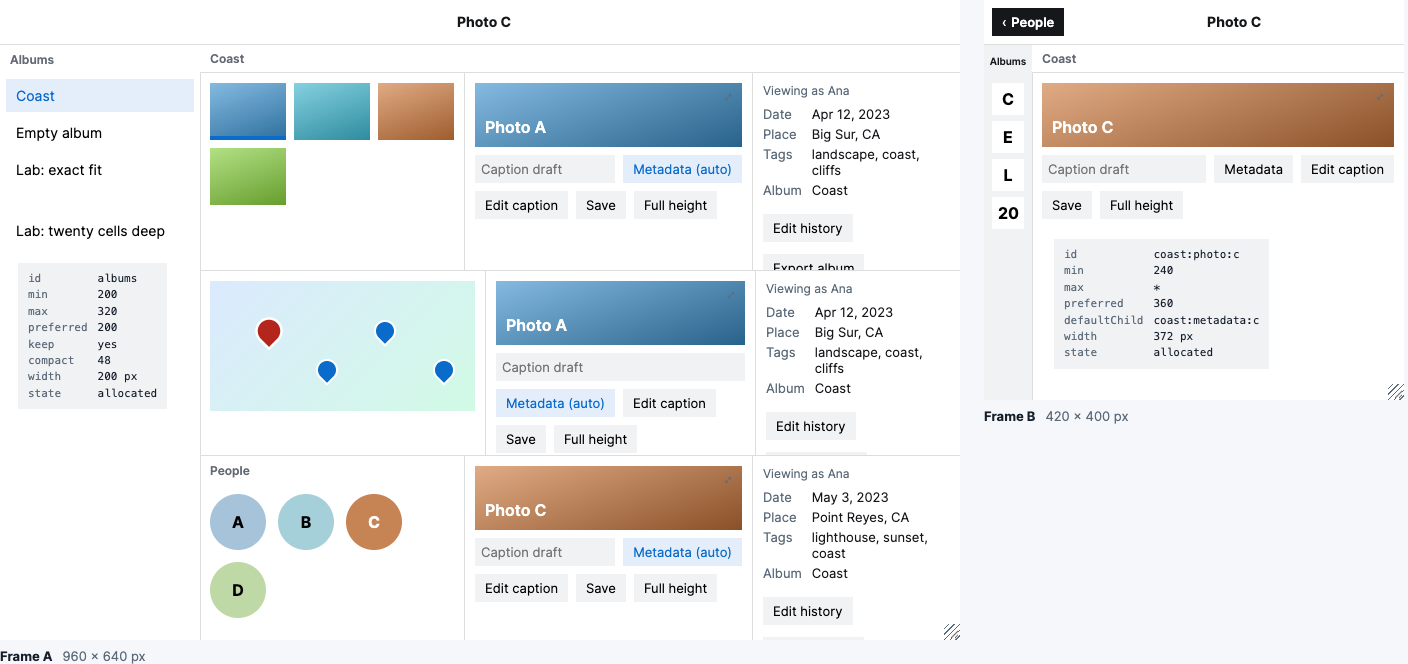 Photo C
Albums
Coast
Empty album
Lab: exact fit
Lab: twenty cells deep
id albums
min 200
max 320
preferred 200
keep yes
compact 48
width 200 px
state allocated
Coast
Photo A
Caption draft Metadata (auto)
Edit caption Save Full height
Viewing as Ana
Date Apr 12, 2023
Place Big Sur, CA
Tags landscape, coast,
cliffs
Album Coast
Edit history
Export album
Photo A
Caption draft
Metadata (auto) Edit caption
Save Full height
Viewing as Ana
Date Apr 12, 2023
Place Big Sur, CA
Tags landscape, coast,
cliffs
Album Coast
Edit history
People
A B C
D
Photo C
Caption draft Metadata (auto)
Edit caption Save Full height
Viewing as Ana
Date May 3, 2023
Place Point Reyes, CA
Tags lighthouse, sunset,
coast
Album Coast
Edit history
Frame A 960 × 640 px
‹ People Photo C
Albums
C
E
L
20
Coast
Photo C
Caption draft Metadata Edit caption
Save Full height
id coast:photo:c
min 240
max *
preferred 360
defaultChild coast:metadata:c
width 372 px
state allocated
Frame B 420 × 400 px